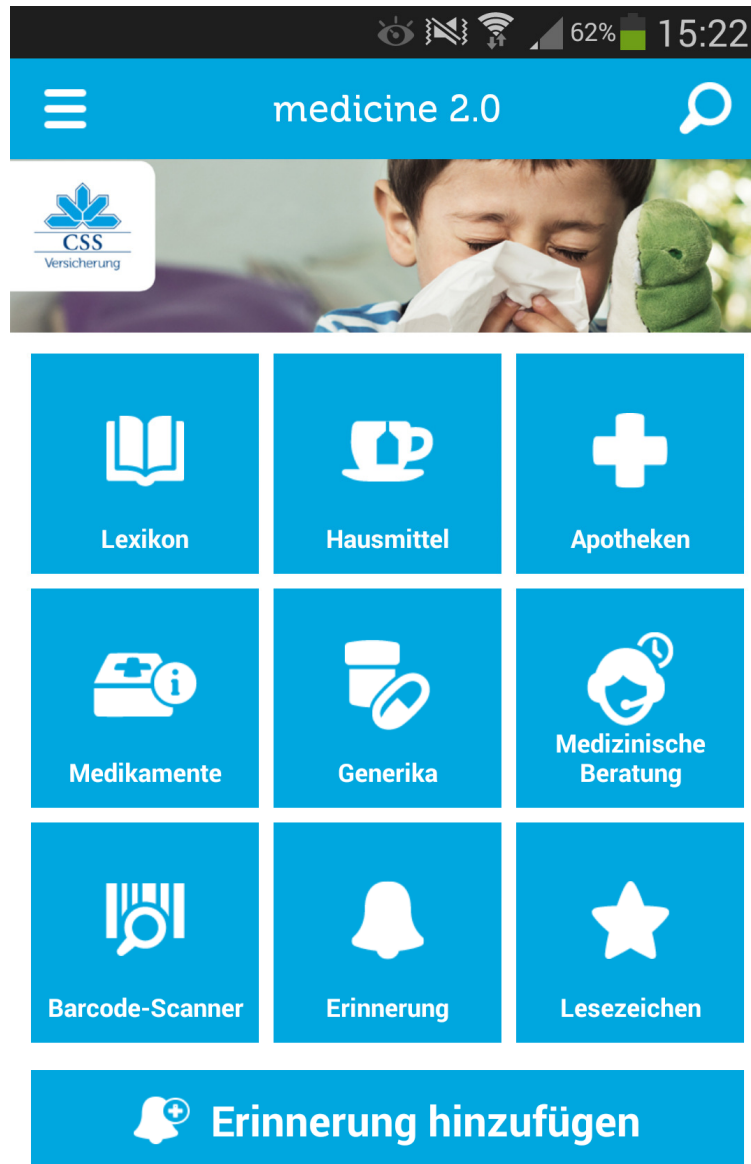 62% 15:22
medicine 2.0
CSS
Versicherung
Lexikon
Hausmittel
Apotheken
Medikamente
Generika
Medizinische
Beratung
Barcode-Scanner
Erinnerung
Lesezeichen
Erinnerung hinzufügen